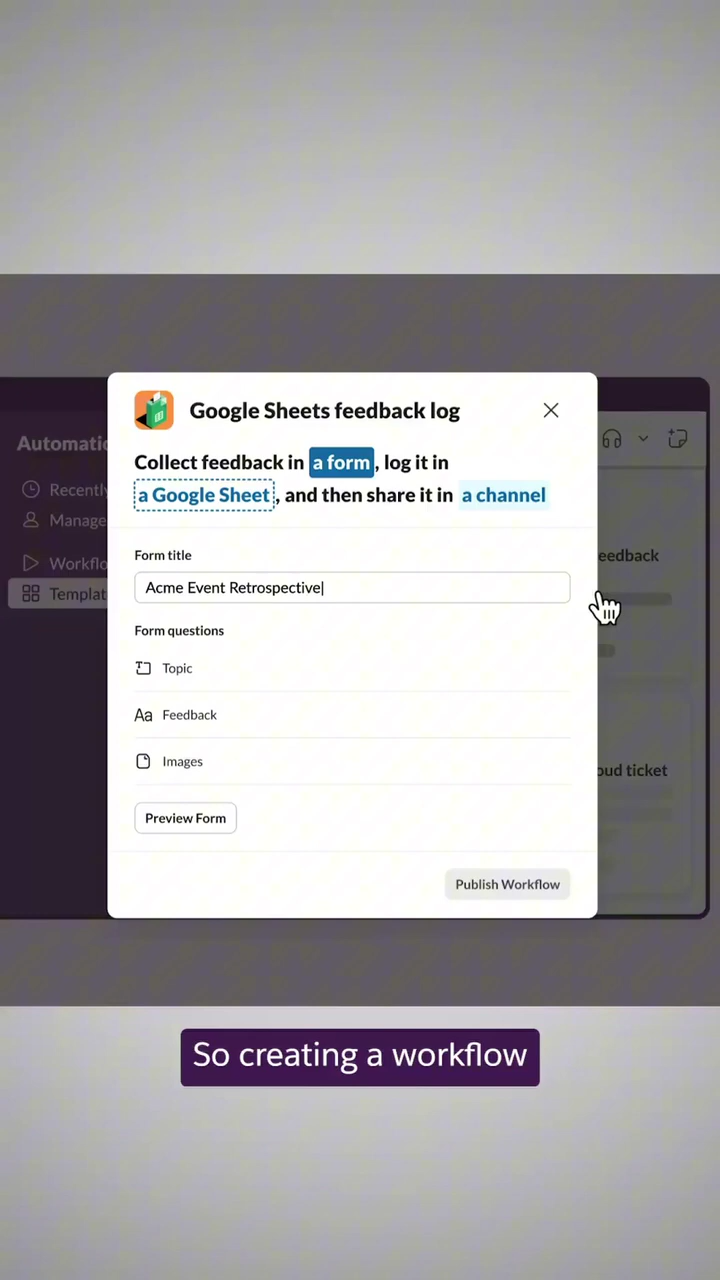 Google Sheets feedback log
Collect feedback in a form, log it in
a Google Sheet, and then share it in a channel
Automatic
Recently
Manage
Workflo
Templat
eedback
oud ticket
Form title
Acme Event Retrospective
Form questions
Topic
Aa Feedback
Images
Preview Form
Publish Workflow
So creating a workflow